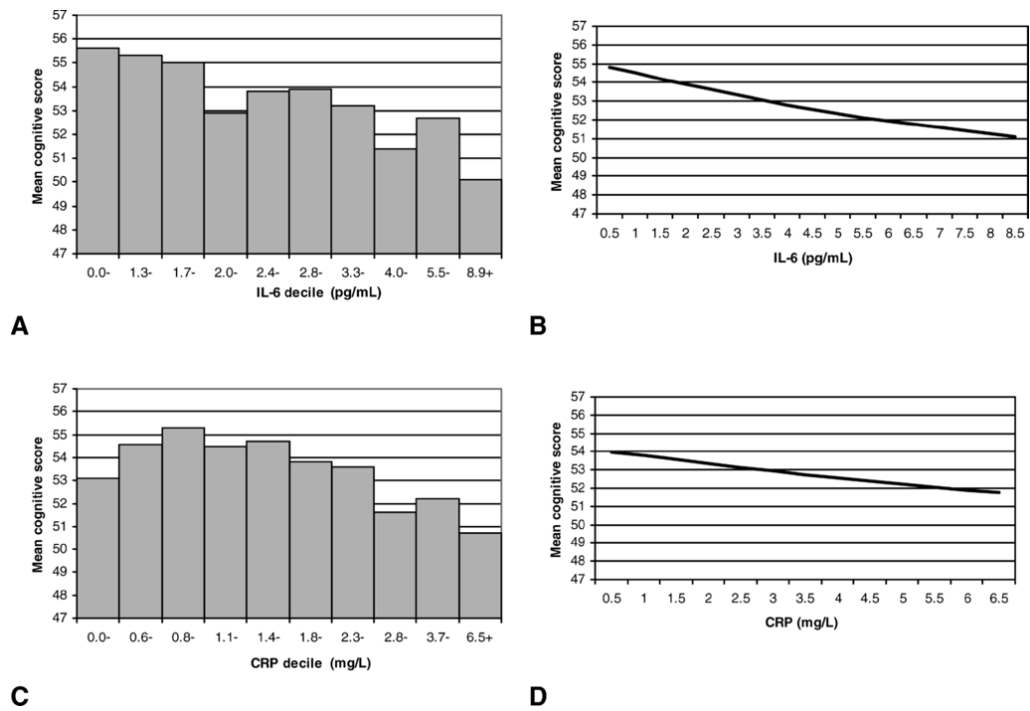 57
56
55
54
53
52
51
50
49
48
47
Mean cognitive score
0.0- 1.3- 1.7- 2.0- 2.4- 2.8- 3.3- 4.0- 5.5- 8.9+
IL-6 decile (pg/mL)
A
57
56
55
54
53
52
51
50
49
48
47
Mean cognitive score
0.5 1 1.5 2 2.5 3 3.5 4 4.5 5 5.5 6 6.5 7 7.5 8 8.5
IL-6 (pg/mL)
B
57
56
55
54
53
52
51
50
49
48
47
Mean cognitive score
0.0- 0.6- 0.8- 1.1- 1.4- 1.8- 2.3- 2.8- 3.7- 6.5+
CRP decile (mg/L)
C
57
56
55
54
53
52
51
50
49
48
47
Mean cognitive score
0.5 1 1.5 2 2.5 3 3.5 4 4.5 5 5.5 6 6.5
CRP (mg/L)
D